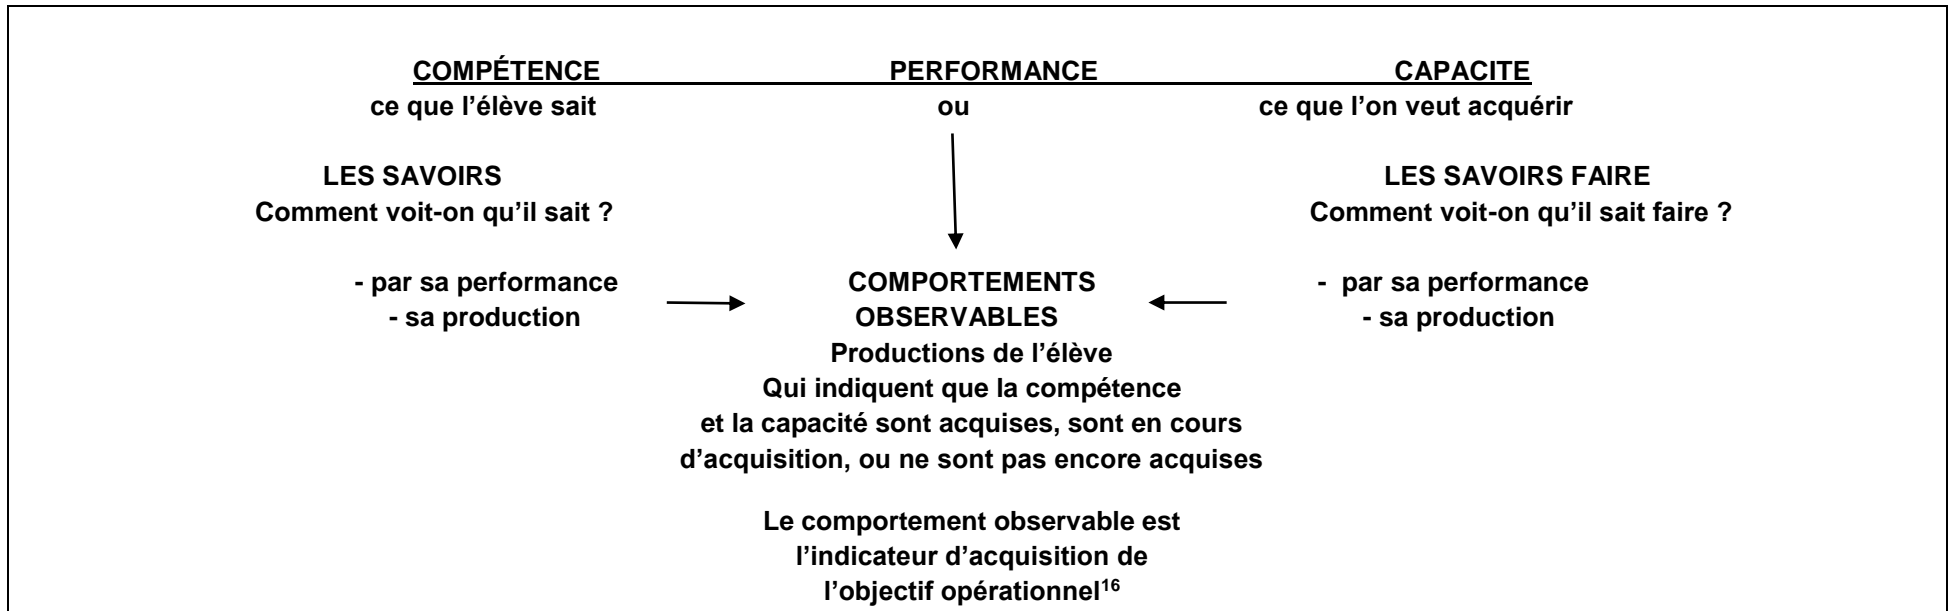 COMPÉTENCE PERFORMANCE CAPACITE
ce que l’élève sait ou ce que l’on veut acquérir
LES SAVOIRS LES SAVOIRS FAIRE
Comment voit-on qu’il sait ? Comment voit-on qu’il sait faire ?
- par sa performance COMPORTEMENTS - par sa performance
- sa production OBSERVABLES - sa production
Productions de l’élève
Qui indiquent que la compétence
et la capacité sont acquises, sont en cours
d’acquisition, ou ne sont pas encore acquises
Le comportement observable est
l’indicateur d’acquisition de
l’objectif opérationnel16